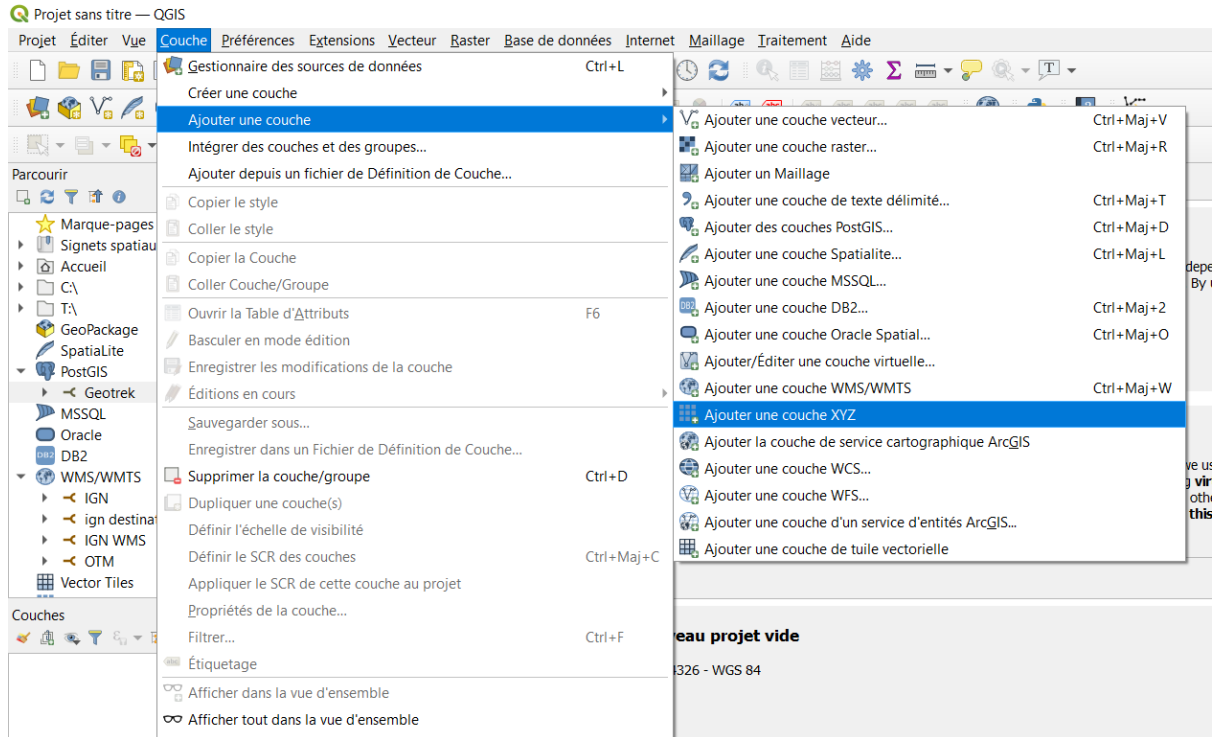 Projet sans titre — QGIS
Projet Éditer Vue Couche Préférences Extensions Vecteur Raster Base de données Internet Maillage Traitement Aide
Gestionnaire des sources de données Ctrl+L
Créer une couche
Ajouter une couche
Intégrer des couches et des groupes...
Ajouter depuis un fichier de Définition de Couche...
Copier le style
Coller le style
Copier la Couche
Coller Couche/Groupe
Ouvrir la Table d'Attributs F6
Basculer en mode édition
Enregistrer les modifications de la couche
Éditions en cours
Sauvegarder sous...
Enregistrer dans un Fichier de Définition de Couche...
Supprimer la couche/groupe Ctrl+D
Dupliquer une couche(s)
Définir l'échelle de visibilité
Définir le SCR des couches Ctrl+Maj+C
Appliquer le SCR de cette couche au projet
Propriétés de la couche...
Filtrer... Ctrl+F
Étiquetage
Afficher dans la vue d'ensemble
Afficher tout dans la vue d'ensemble
Ajouter une couche vecteur... Ctrl+Maj+V
Ajouter une couche raster... Ctrl+Maj+R
Ajouter un Maillage
Ajouter une couche de texte délimité... Ctrl+Maj+T
Ajouter des couches PostGIS... Ctrl+Maj+D
Ajouter une couche Spatialite... Ctrl+Maj+L
Ajouter une couche MSSQL...
Ajouter une couche DB2... Ctrl+Maj+2
Ajouter une couche Oracle Spatial... Ctrl+Maj+O
Ajouter/Éditer une couche virtuelle...
Ajouter une couche WMS/WMTS Ctrl+Maj+W
Ajouter une couche XYZ
Ajouter la couche de service cartographique ArcGIS
Ajouter une couche WCS...
Ajouter une couche WFS...
Ajouter une couche d'un service d'entités ArcGIS...
Ajouter une couche de tuile vectorielle
Parcourir
Marque-pages
Signets spatiau
Accueil
C:\
T:\
GeoPackage
SpatiaLite
PostGIS
Geotrek
MSSQL
Oracle
DB2
WMS/WMTS
IGN
ign destinat
IGN WMS
OTM
Vector Tiles
Couches
depe
By
we us
vir
othe
this
eau projet vide
4326 - WGS 84